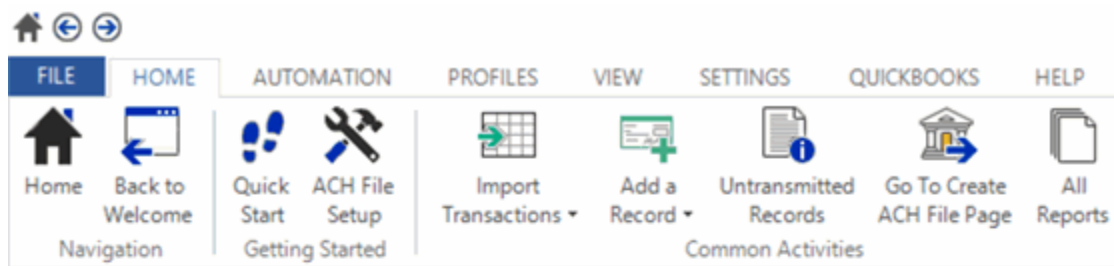 FILE HOME AUTOMATION PROFILES VIEW SETTINGS QUICKBOOKS HELP
Home Back to Quick ACH File Import Add a Untransmitted Go To Create All
Welcome Start Setup Transactions Record Records ACH File Page Reports
Navigation Getting Started Common Activities